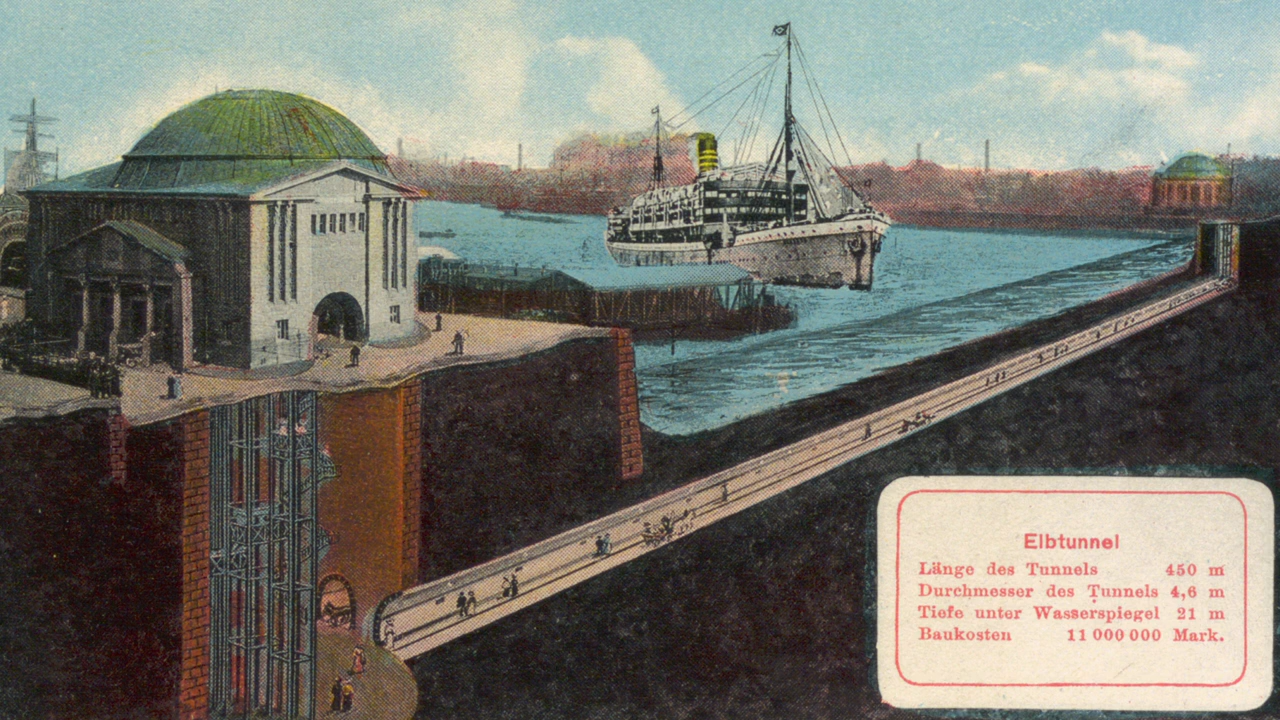 Elbtunnel
Länge des Tunnels 450 m
Durchmesser des Tunnels 4,6 m
Tiefe unter Wasserspiegel 21 m
Baukosten 11 000 000 Mark.